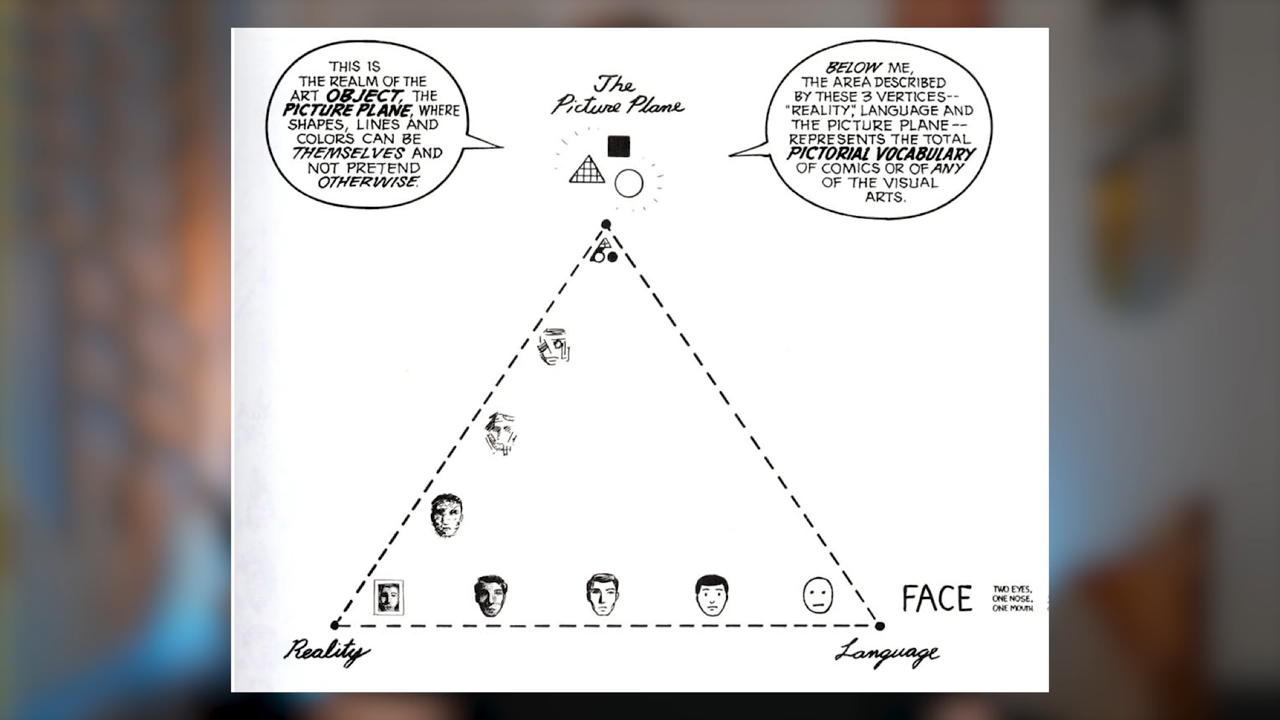 THIS IS
THE REALM OF THE
ART OBJECT, THE
PICTURE PLANE, WHERE
SHAPES, LINES AND
COLORS CAN BE
THEMSELVES AND
NOT PRETEND
OTHERWISE.
The
Picture Plane
BELOW ME,
THE AREA DESCRIBED
BY THESE 3 VERTICES--
"REALITY," LANGUAGE AND
THE PICTURE PLANE--
REPRESENTS THE TOTAL
PICTORIAL VOCABULARY
OF COMICS OR OF ANY
OF THE VISUAL
ARTS.
FACE
TWO EYES,
ONE NOSE,
ONE MOUTH
Reality
Language